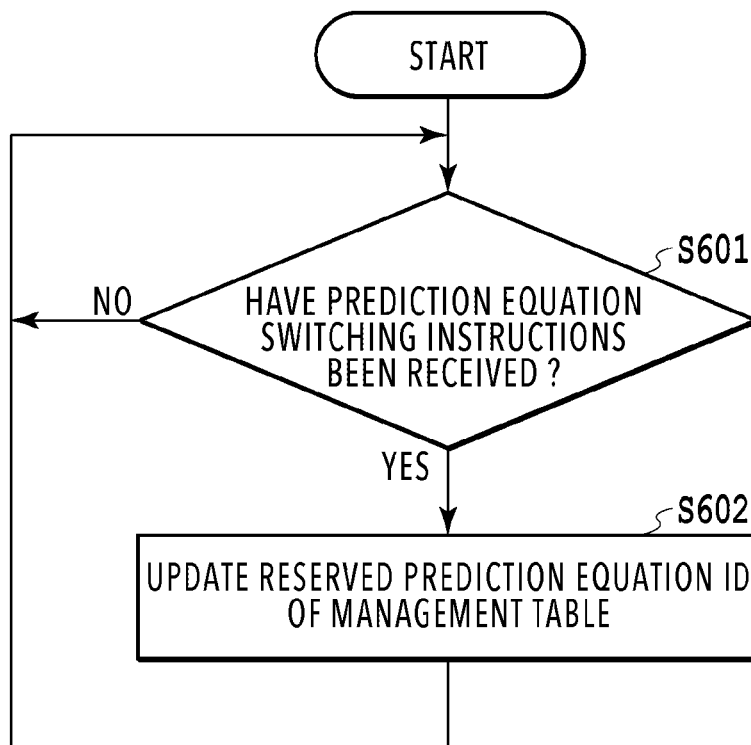 START
S601
NO
HAVE PREDICTION EQUATION
SWITCHING INSTRUCTIONS
BEEN RECEIVED ?
YES
S602
UPDATE RESERVED PREDICTION EQUATION ID
OF MANAGEMENT TABLE